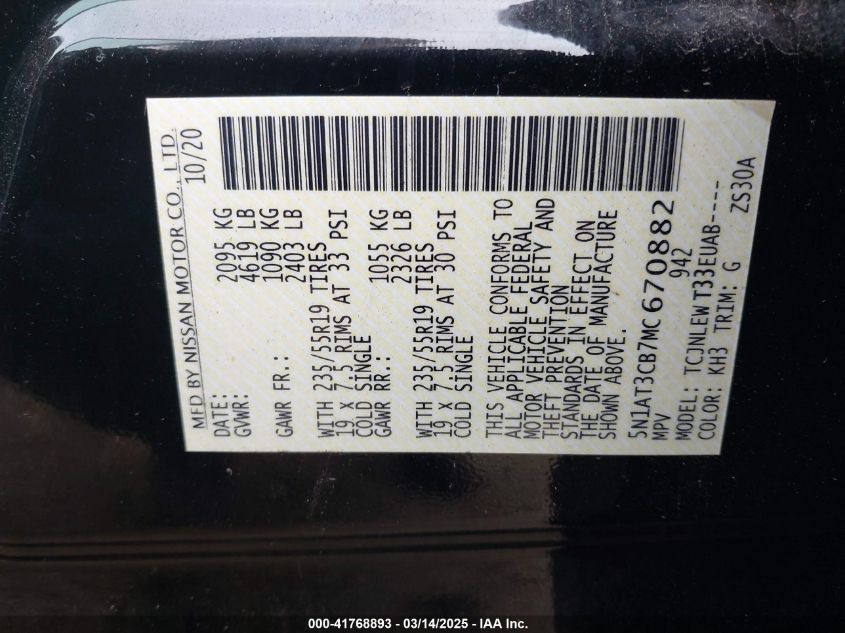 MFD BY NISSAN MOTOR CO., LTD.
DATE: 10/20
GVWR: 2095 KG
4619 LB
GAWR FR.: 1090 KG
2403 LB
WITH 235/55R19 TIRES
19 x 7.5 RIMS AT 33 PSI
COLD SINGLE
GAWR RR.: 1055 KG
2326 LB
WITH 235/55R19 TIRES
19 x 7.5 RIMS AT 30 PSI
COLD SINGLE
THIS VEHICLE CONFORMS TO
ALL APPLICABLE FEDERAL
MOTOR VEHICLE SAFETY AND
THEFT PREVENTION
STANDARDS IN EFFECT ON
THE DATE OF MANUFACTURE
SHOWN ABOVE.
5N1AT3CB7MC670882
MPV 942
MODEL: TCJNLEWT33EUAB----
COLOR: KH3 TRIM: G ZS30A
000-41768893 - 03/14/2025 - IAA Inc.